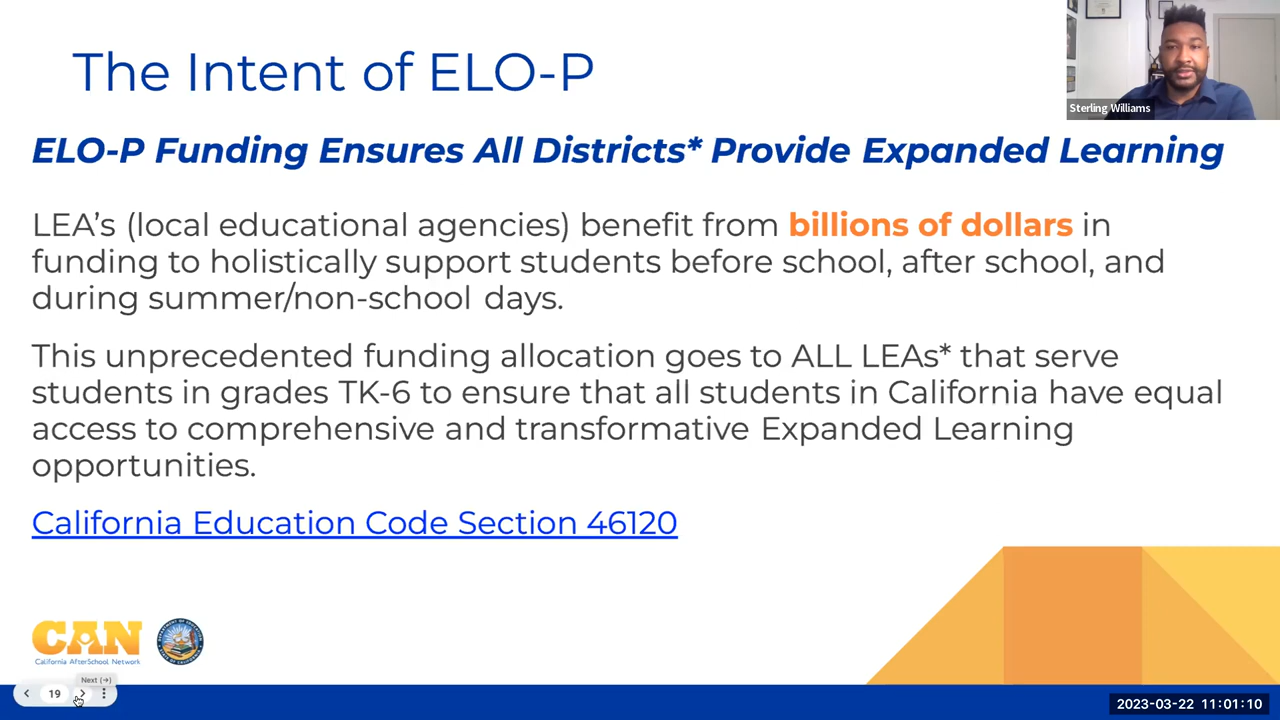 The Intent of ELO-P
Sterling Williams
ELO-P Funding Ensures All Districts* Provide Expanded Learning
LEA’s (local educational agencies) benefit from billions of dollars in
funding to holistically support students before school, after school, and
during summer/non-school days.
This unprecedented funding allocation goes to ALL LEAs* that serve
students in grades TK-6 to ensure that all students in California have equal
access to comprehensive and transformative Expanded Learning
opportunities.
California Education Code Section 46120
CAN
California AfterSchool Network
Next (→)
19
2023-03-22 11:01:10